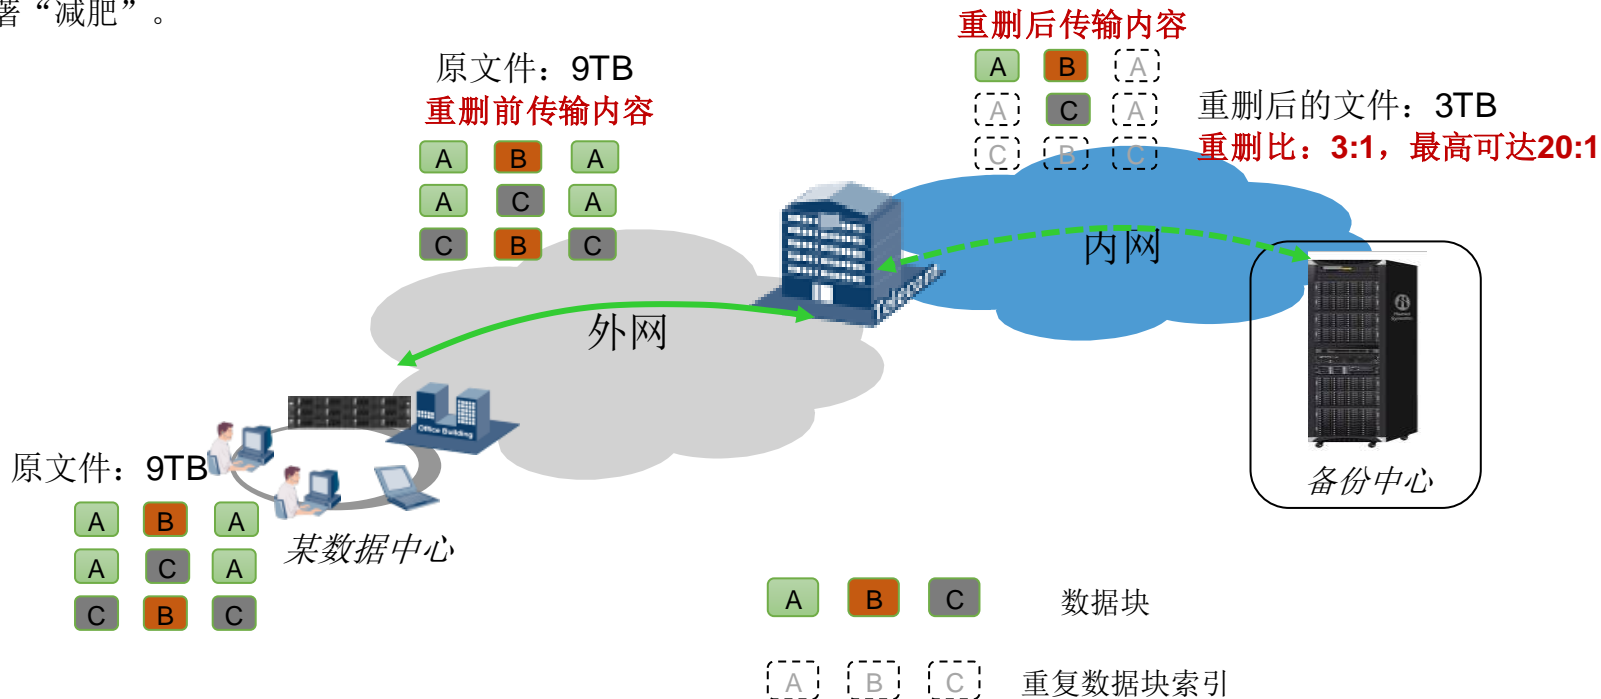 著“减肥”。
重删后传输内容
A B A
A C A
C B C
重删后的文件：3TB
重删比：3:1，最高可达20:1
原文件：9TB
重删前传输内容
A B A
A C A
C B C
内网
外网
Office Building
备份中心
原文件：9TB
A B A
A C A
C B C
某数据中心
A B C 数据块
A B C 重复数据块索引